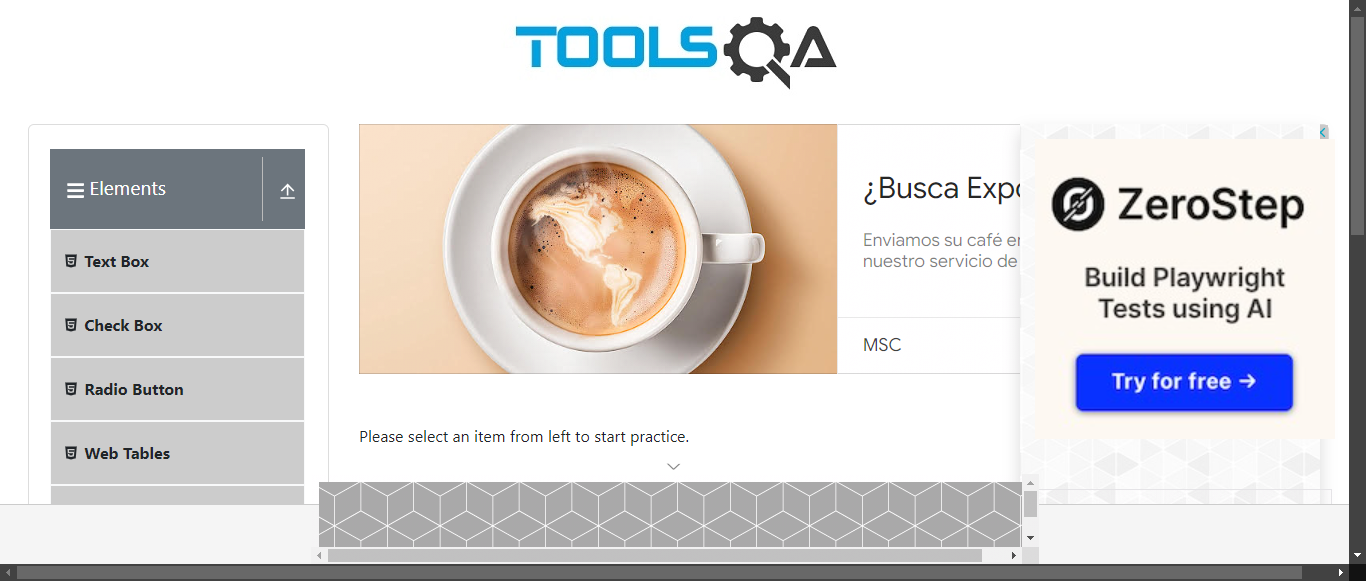 TOOLSQA
Elements
Text Box
Check Box
Radio Button
Web Tables
¿Busca Expo
Enviamos su café en
nuestro servicio de
MSC
ZeroStep
Build Playwright
Tests using AI
Try for free →
Please select an item from left to start practice.